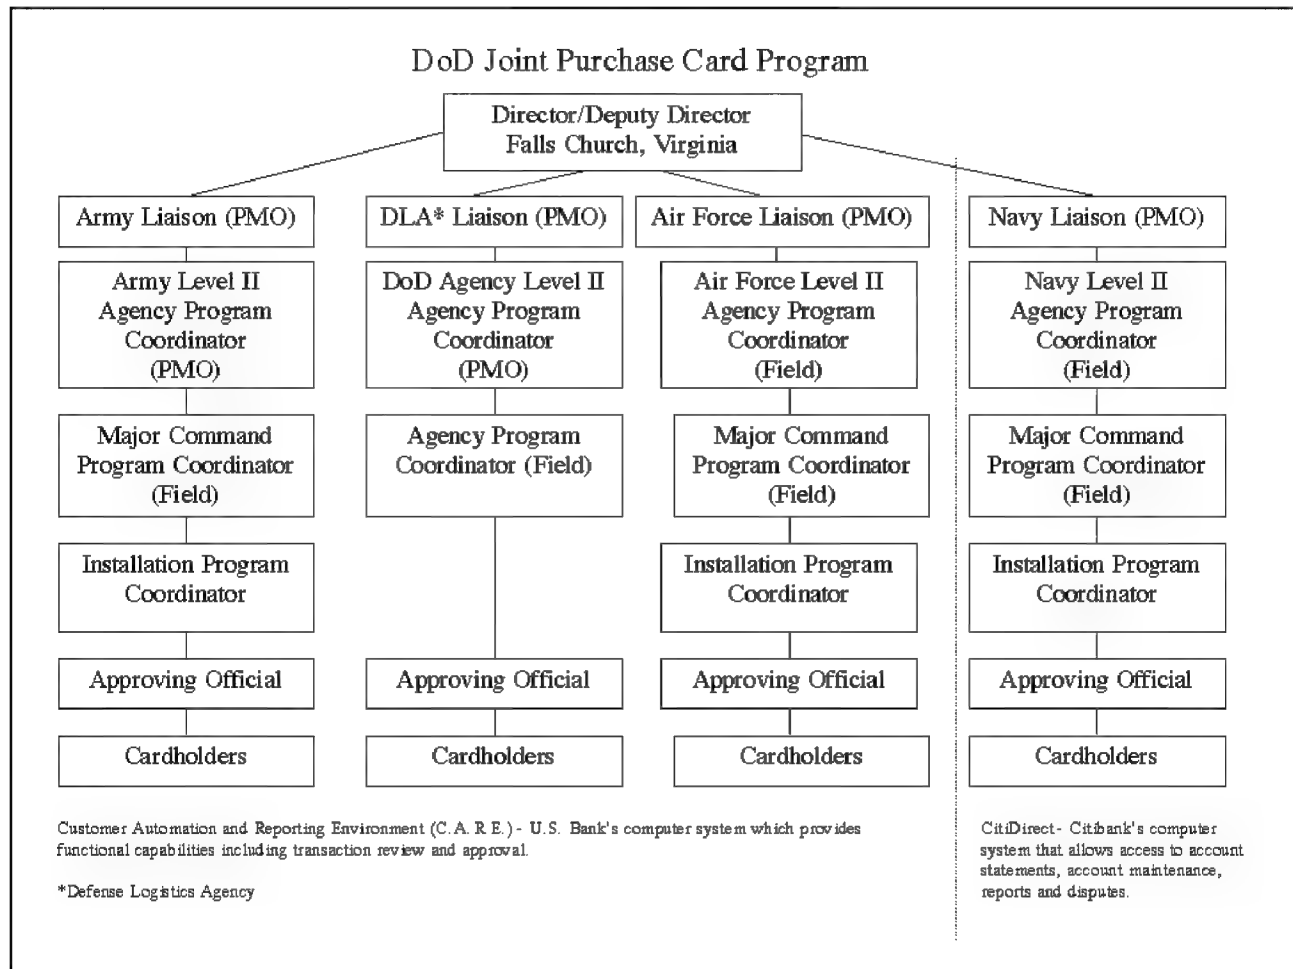 DoD Joint Purchase Card Program
Director/Deputy Director
Falls Church, Virginia
Army Liaison (PMO)
DLA* Liaison (PMO)
Air Force Liaison (PMO)
Navy Liaison (PMO)
Army Level II
Agency Program
Coordinator
(PMO)
DoD Agency Level II
Agency Program
Coordinator
(PMO)
Air Force Level II
Agency Program
Coordinator
(Field)
Navy Level II
Agency Program
Coordinator
(Field)
Major Command
Program Coordinator
(Field)
Agency Program
Coordinator (Field)
Major Command
Program Coordinator
(Field)
Major Command
Program Coordinator
(Field)
Installation Program
Coordinator
Installation Program
Coordinator
Installation Program
Coordinator
Approving Official
Approving Official
Approving Official
Approving Official
Cardholders
Cardholders
Cardholders
Cardholders
Customer Automation and Reporting Environment (C.A.R.E.) - U.S. Bank's computer system which provides
functional capabilities including transaction review and approval.
*Defense Logistics Agency
CitiDirect - Citibank's computer
system that allows access to account
statements, account maintenance,
reports and disputes.